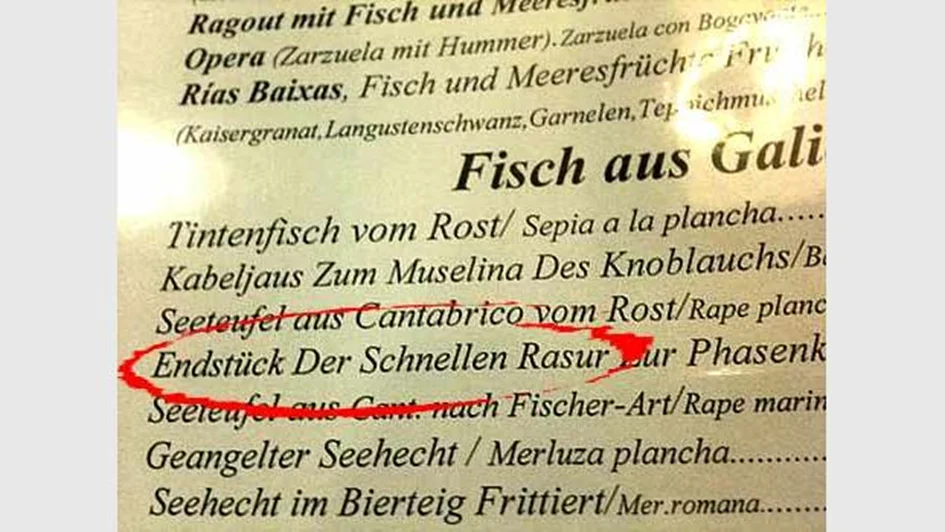 Ragout mit Fisch und
Opera (Zarzuela mit Hummer). Zarzuela con
Rías Baixas, Fisch und
(Kaisergranat,Langustenschwanz,Garnelen,
Fisch aus
Tintenfisch vom Rost/ Sepia a la plancha.....
Kabeljaus Zum Muselina Des Knoblauchs/
Seeteufel aus Cantabrico vom Rost/Rape
Endstück Der Schnellen Rasur Zur
Seeteufel aus Cant. nach Fischer-Art/Rape
Geangelter Seehecht / Merluza plancha..........
Seehecht im Bierteig Frittiert/Mer.romana........